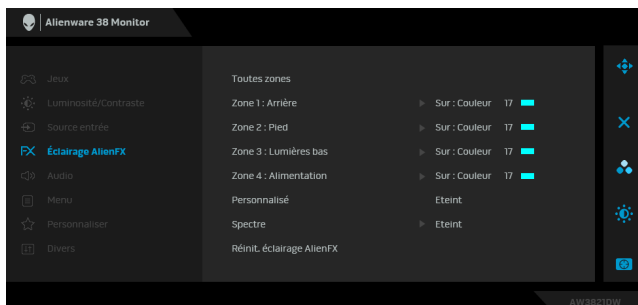 Alienware 38 Monitor
Jeux
Luminosité/Contraste
Source entrée
FX Éclairage AlienFX
Audio
Menu
Personnaliser
Divers
Toutes zones
Zone 1 : Arrière Sur : Couleur 17
Zone 2 : Pied Sur : Couleur 17
Zone 3 : Lumières bas Sur : Couleur 17
Zone 4 : Alimentation Sur : Couleur 17
Personnalisé Eteint
Spectre Eteint
Réinit. éclairage AlienFX
AW3821DW